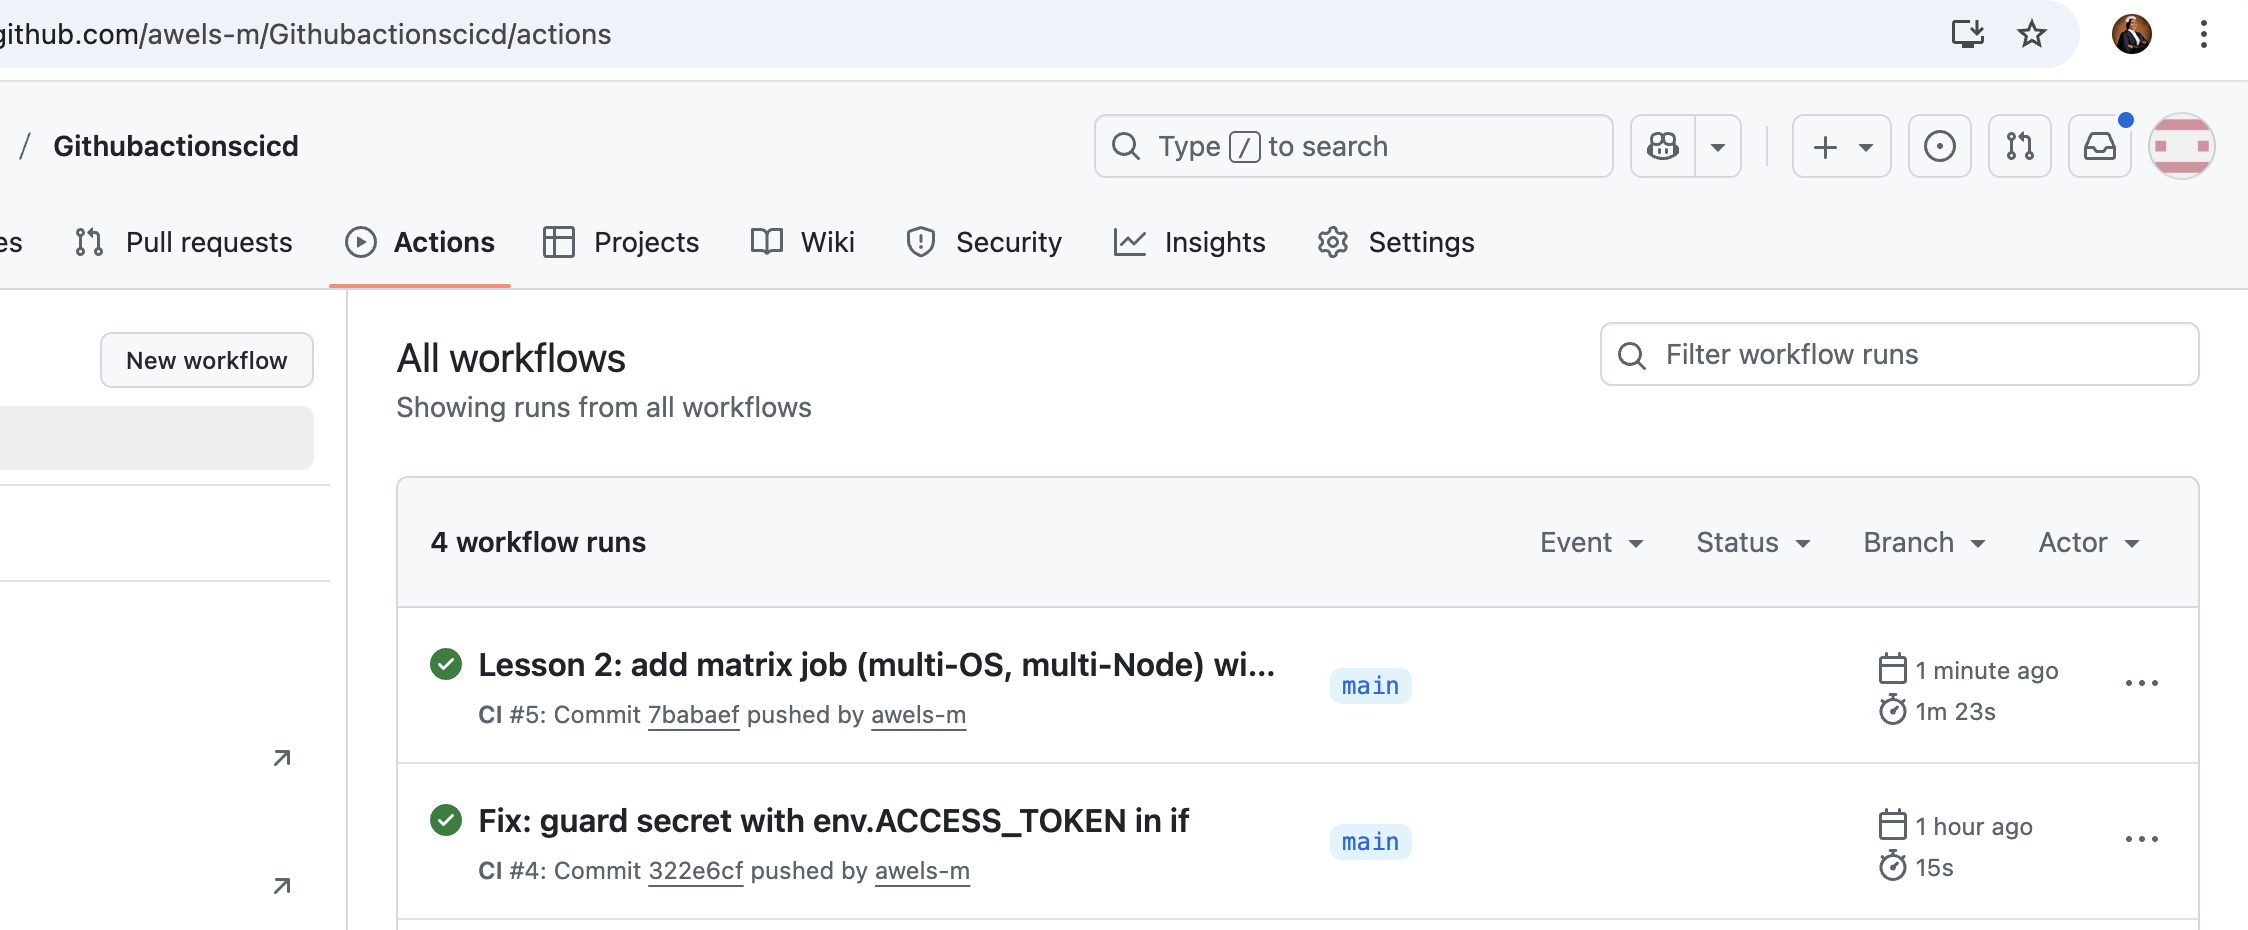 github.com/awels-m/Githubactionscicd/actions
/ Githubactionscicd
Type / to search
es Pull requests Actions Projects Wiki Security Insights Settings
New workflow
All workflows
Filter workflow runs
Showing runs from all workflows
4 workflow runs Event Status Branch Actor
Lesson 2: add matrix job (multi-OS, multi-Node) wi...
main
1 minute ago
CI #5: Commit 7babaef pushed by awels-m
1m 23s
Fix: guard secret with env.ACCESS_TOKEN in if
main
1 hour ago
CI #4: Commit 322e6cf pushed by awels-m
15s